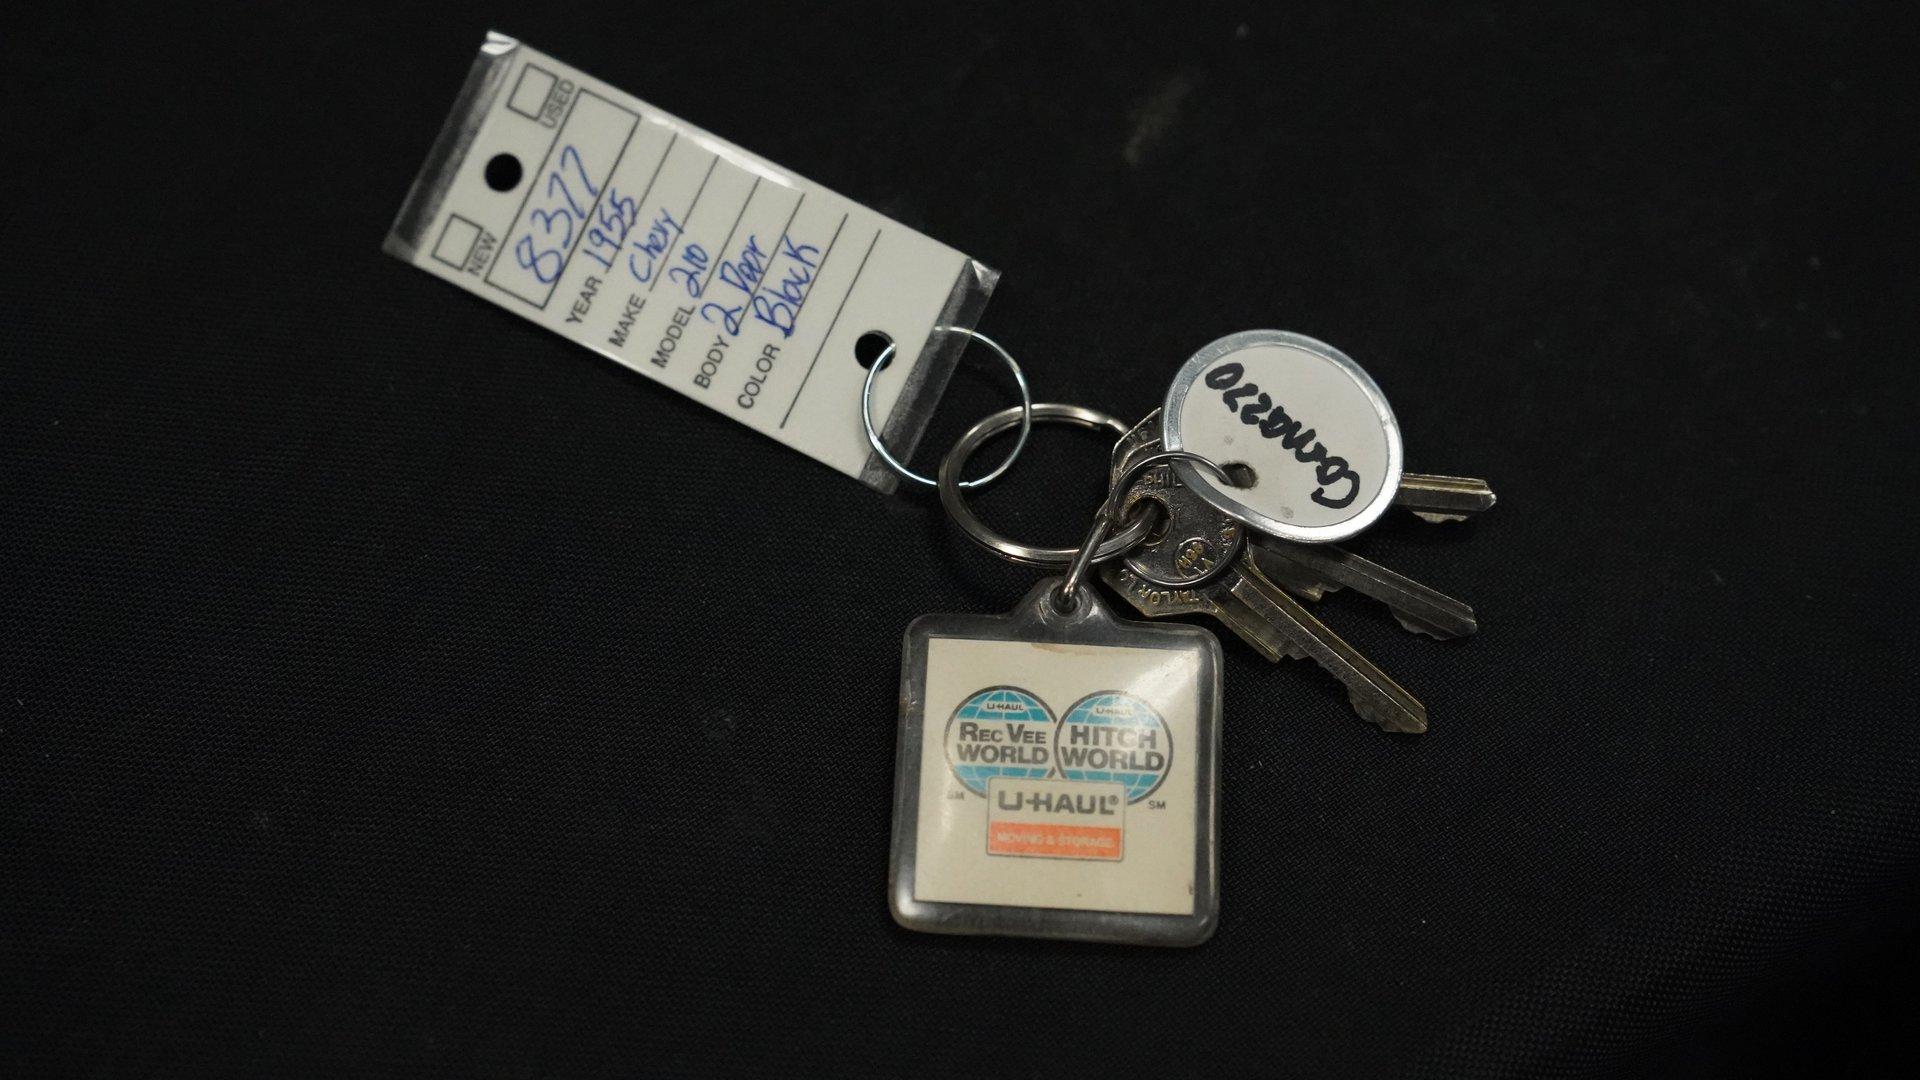 USED
NEW
8377
YEAR 1955
MAKE Chevy
MODEL 210
BODY 2 Door
COLOR Black
U-HAUL
REC VEE
WORLD
SM
U-HAUL
HITCH
WORLD
SM
U-HAUL®
MOVING & STORAGE
TAYLOR